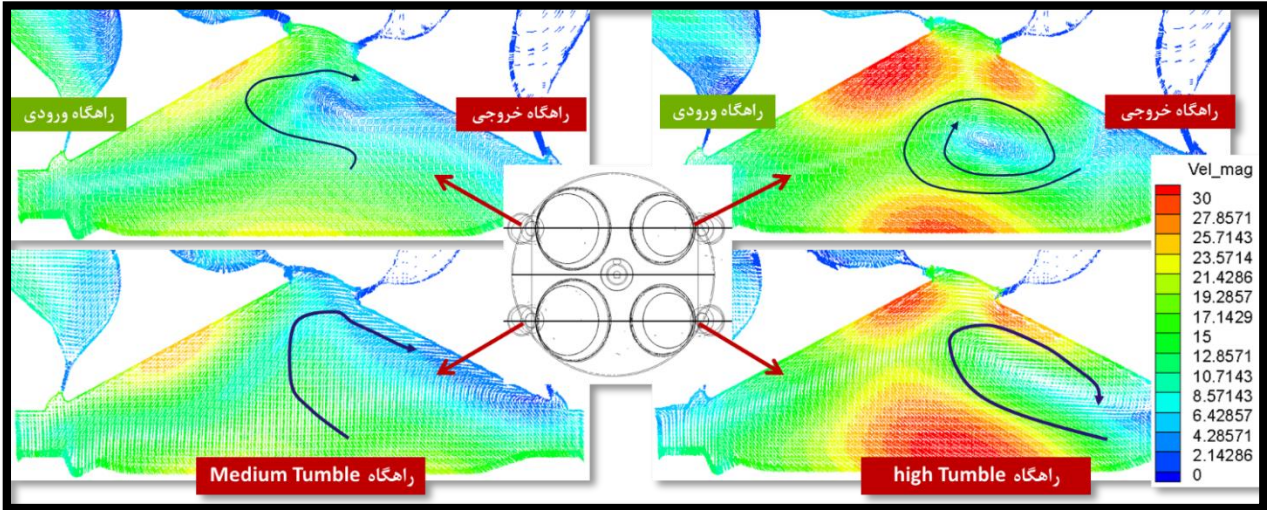 راهگاه ورودی
راهگاه خروجی
راهگاه ورودی
راهگاه خروجی
Vel_mag
30
27.8571
25.7143
23.5714
21.4286
19.2857
17.1429
15
12.8571
10.7143
8.57143
6.42857
4.28571
2.14286
0
راهگاه Medium Tumble
راهگاه high Tumble